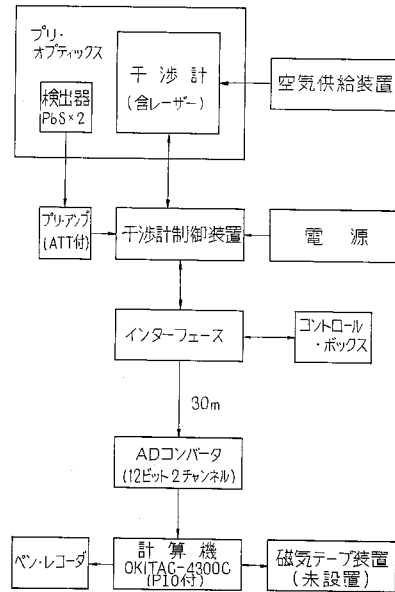 プリ・
オプティックス
干渉計
(含レーザー)
検出器
PbS×2
空気供給装置
プリ・アンプ
(ATT付)
干渉計制御装置
電源
インターフェース
コントロール
・ボックス
30m
ADコンバータ
(12ビット2チャンネル)
ペン・レコーダ
計算機
OKITAC-4300C
(PIO付)
磁気テープ装置
(未設置)